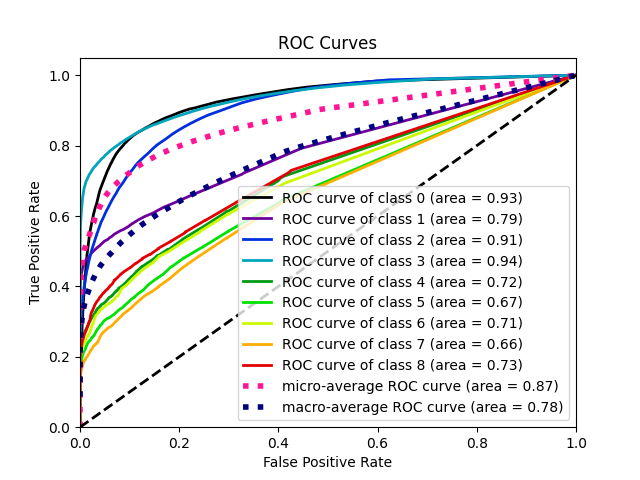 ROC Curves
True Positive Rate
1.0
0.8
0.6
0.4
0.2
0.0
ROC curve of class 0 (area = 0.93)
ROC curve of class 1 (area = 0.79)
ROC curve of class 2 (area = 0.91)
ROC curve of class 3 (area = 0.94)
ROC curve of class 4 (area = 0.72)
ROC curve of class 5 (area = 0.67)
ROC curve of class 6 (area = 0.71)
ROC curve of class 7 (area = 0.66)
ROC curve of class 8 (area = 0.73)
micro-average ROC curve (area = 0.87)
macro-average ROC curve (area = 0.78)
0.0 0.2 0.4 0.6 0.8 1.0
False Positive Rate